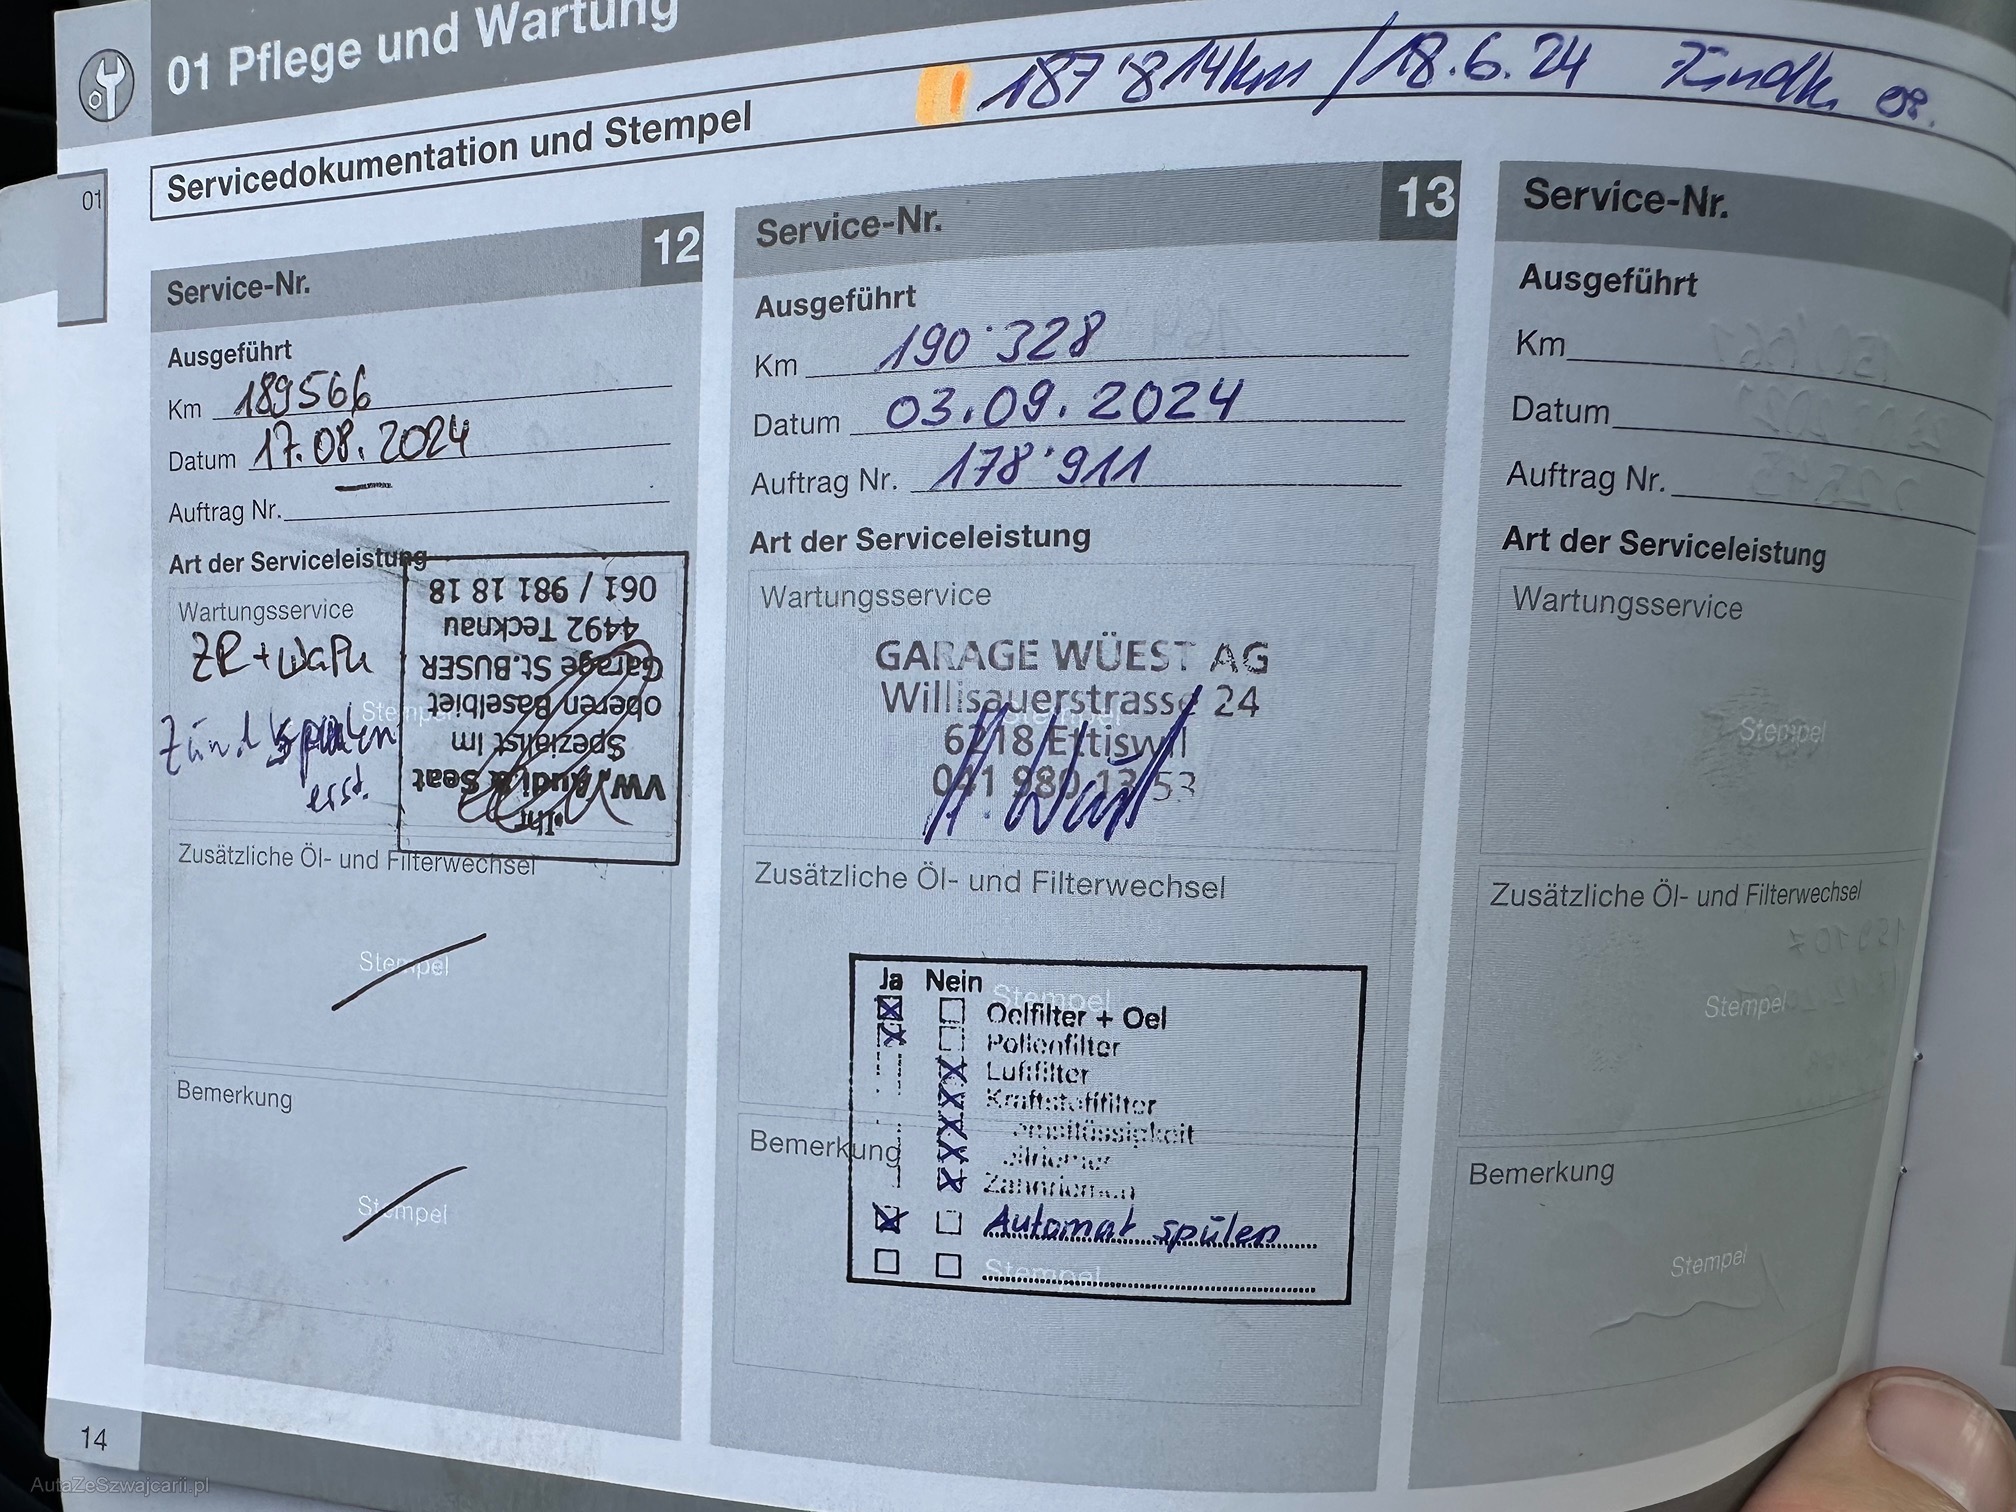 01 Pflege und Wartung
187'814km / 18.6.24
Servicedokumentation und Stempel
01
Service-Nr. 12
Ausgeführt
Km 189566
Datum 17.08.2024
Auftrag Nr.
Art der Serviceleistung
Wartungsservice
ZR + WaPu
Zündspulen
erst.
Stempel
Ihr
VW, Audi & Seat
Spezialist im
oberen Baselbiet
Garage St. BUSER
4492 Tecknau
061 / 981 18 18
Zusätzliche Öl- und Filterwechsel
Stempel
Bemerkung
Stempel
Service-Nr. 13
Ausgeführt
Km 190'328
Datum 03.09.2024
Auftrag Nr. 178'911
Art der Serviceleistung
Wartungsservice
GARAGE WÜEST AG
Willisauerstrasse 24
Stempel
6218 Ettiswil
041 980 13 53
Zusätzliche Öl- und Filterwechsel
Stempel
Ja Nein
Oelfilter + Oel
Pollenfilter
Luftfilter
Kraftstofffilter
Zahnriemen
Automat spülen
Bemerkung
Stempel
Service-Nr.
Ausgeführt
Km
Datum
Auftrag Nr.
Art der Serviceleistung
Wartungsservice
Stempel
Zusätzliche Öl- und Filterwechsel
Stempel
Bemerkung
Stempel
14
AutaZeSzwajcarii.pl